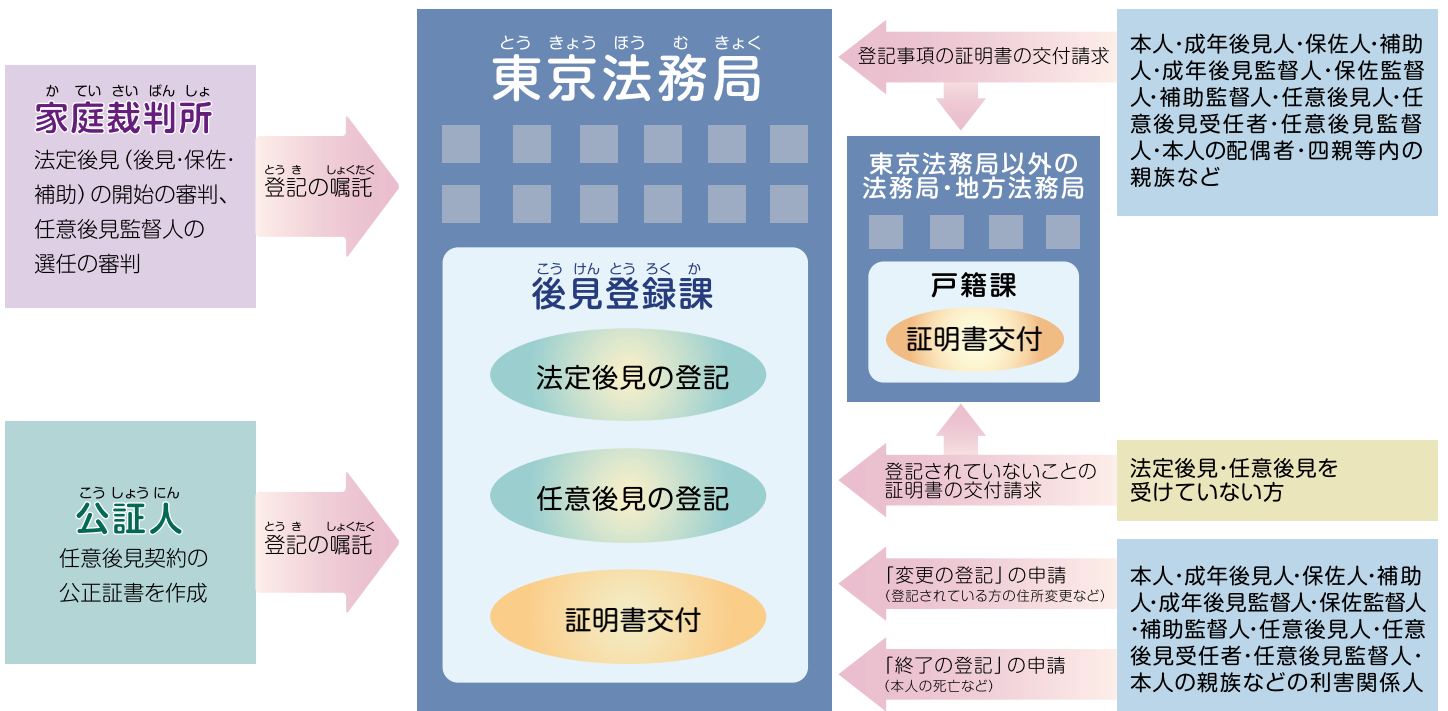 か てい さい ばん しょ
家庭裁判所
法定後見（後見・保佐・
補助）の開始の審判、
任意後見監督人の
選任の審判
とう き しょくたく
登記の嘱託
こう しょう にん
公証人
任意後見契約の
公正証書を作成
とう き しょくたく
登記の嘱託
とう きょう ほう む きょく
東京法務局
こう けん とう ろく か
後見登録課
法定後見の登記
任意後見の登記
証明書交付
登記事項の証明書の交付請求
東京法務局以外の
法務局・地方法務局
戸籍課
証明書交付
登記されていないことの
証明書の交付請求
「変更の登記」の申請
（登記されている方の住所変更など）
「終了の登記」の申請
（本人の死亡など）
本人・成年後見人・保佐人・補助
人・成年後見監督人・保佐監督
人・補助監督人・任意後見人・任
意後見受任者・任意後見監督
人・本人の配偶者・四親等内の
親族など
法定後見・任意後見を
受けていない方
本人・成年後見人・保佐人・補助
人・成年後見監督人・保佐監督人
・補助監督人・任意後見人・任意
後見受任者・任意後見監督人・
本人の親族などの利害関係人